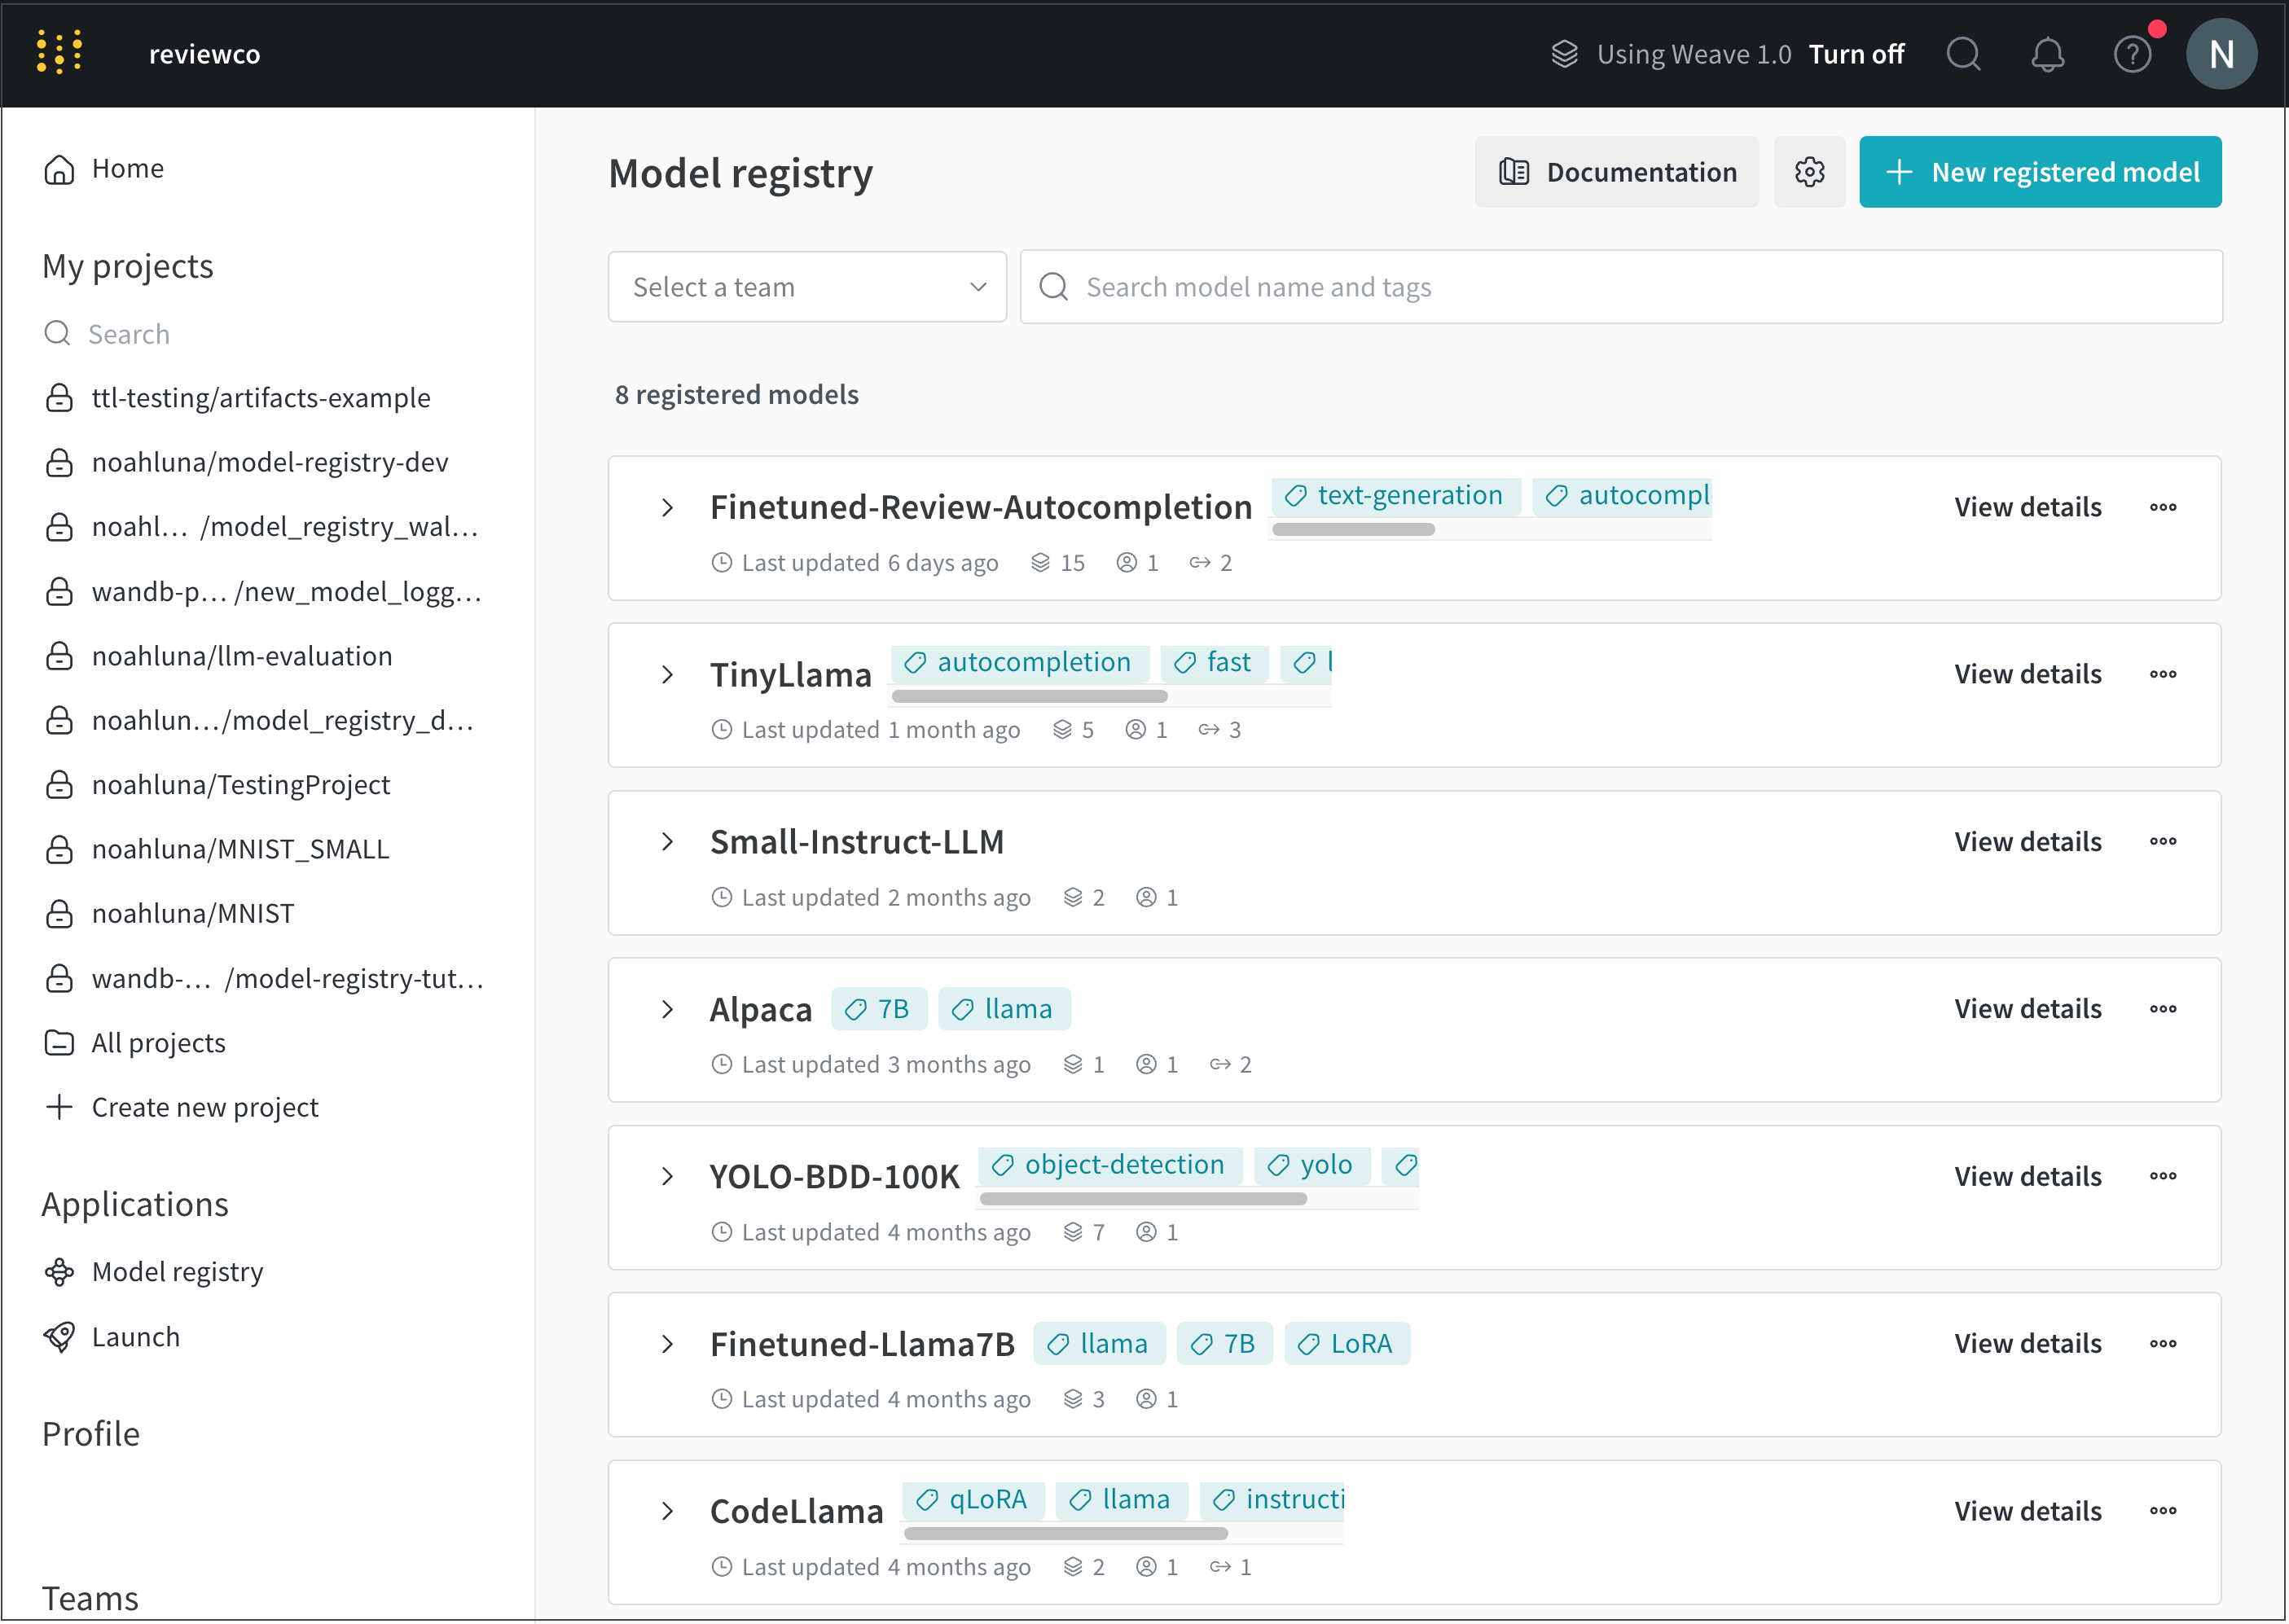 reviewco
Using Weave 1.0 Turn off
?
N
Home
My projects
Search
ttl-testing/artifacts-example
noahluna/model-registry-dev
noahl... /model_registry_wal...
wandb-p... /new_model_logg...
noahluna/llm-evaluation
noahlun.../model_registry_d...
noahluna/TestingProject
noahluna/MNIST_SMALL
noahluna/MNIST
wandb-... /model-registry-tut...
All projects
Create new project
Applications
Model registry
Launch
Profile
Teams
Model registry
Documentation
New registered model
Select a team
Search model name and tags
8 registered models
Finetuned-Review-Autocompletion text-generation autocompl
View details
Last updated 6 days ago 15 1 2
TinyLlama autocompletion fast l
View details
Last updated 1 month ago 5 1 3
Small-Instruct-LLM
View details
Last updated 2 months ago 2 1
Alpaca 7B llama
View details
Last updated 3 months ago 1 1 2
YOLO-BDD-100K object-detection yolo
View details
Last updated 4 months ago 7 1
Finetuned-Llama7B llama 7B LoRA
View details
Last updated 4 months ago 3 1
CodeLlama qLoRA llama instructi
View details
Last updated 4 months ago 2 1 1